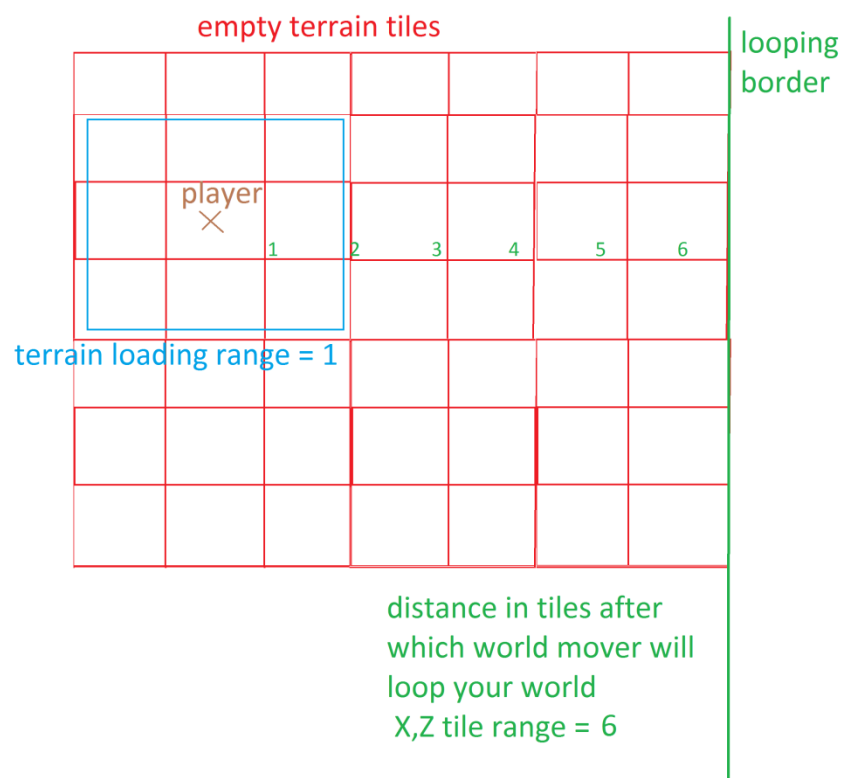 empty terrain tiles
looping
border
player
1 2 3 4 5 6
terrain loading range = 1
distance in tiles after
which world mover will
loop your world
X,Z tile range = 6